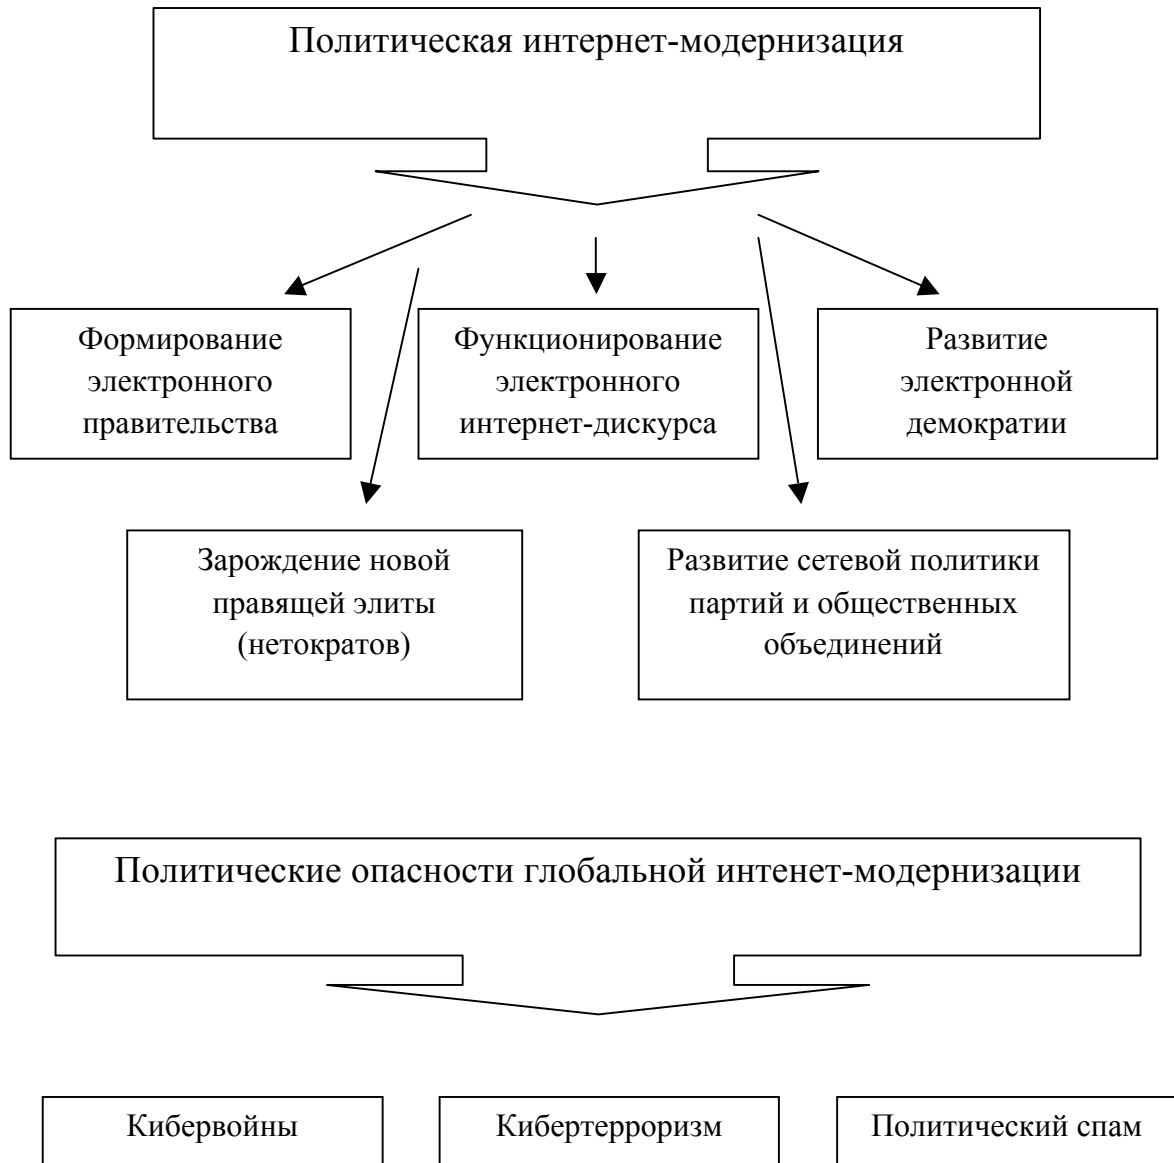 Политическая интернет-модернизация
Формирование
электронного
правительства
Функционирование
электронного
интернет-дискурса
Развитие
электронной
демократии
Зарождение новой
правящей элиты
(нетократов)
Развитие сетевой политики
партий и общественных
объединений
Политические опасности глобальной интенет-модернизации
Кибервойны
Кибертерроризм
Политический спам